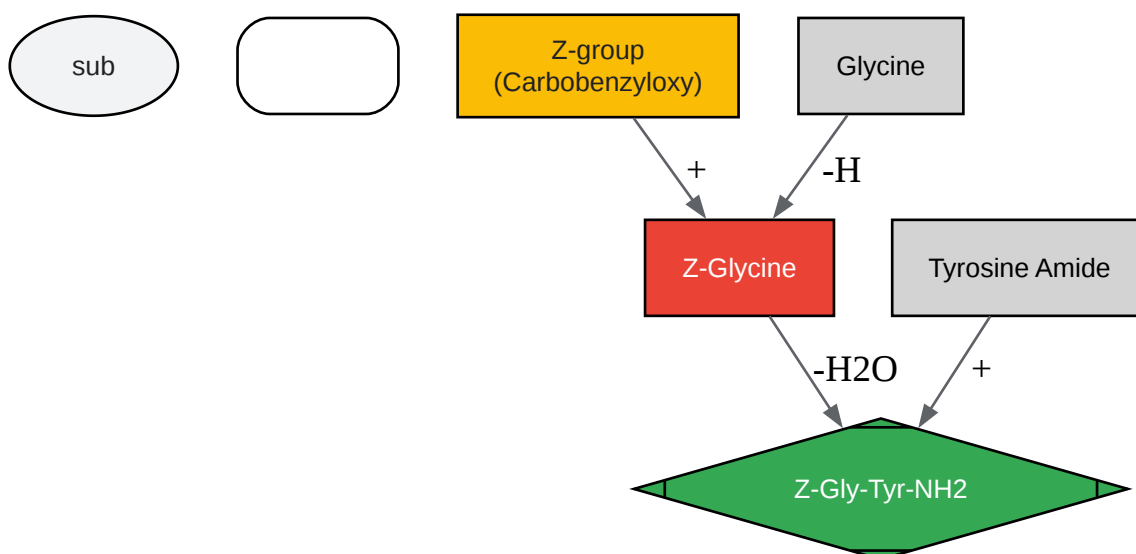 sub
Z-group
(Carbobenzyloxy)
Glycine
+
-H
Z-Glycine
Tyrosine Amide
-H2O
+
Z-Gly-Tyr-NH2